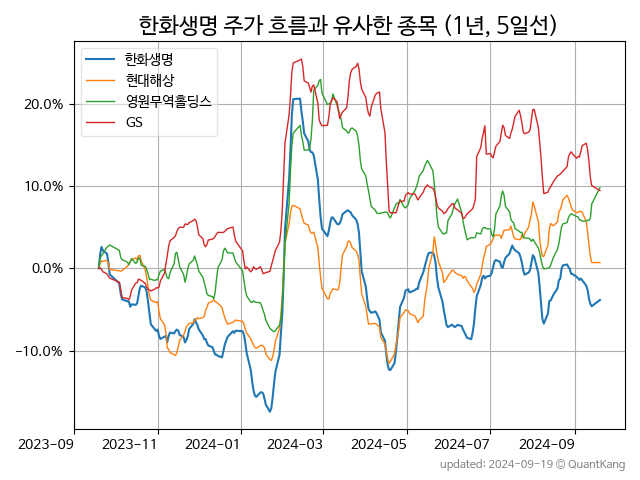 한화생명 주가 흐름과 유사한 종목 (1년, 5일선)
한화생명
현대해상
영원무역홀딩스
GS
20.0%
10.0%
0.0%
−10.0%
2023-09 2023-11 2024-01 2024-03 2024-05 2024-07 2024-09
updated: 2024-09-19 © QuantKang